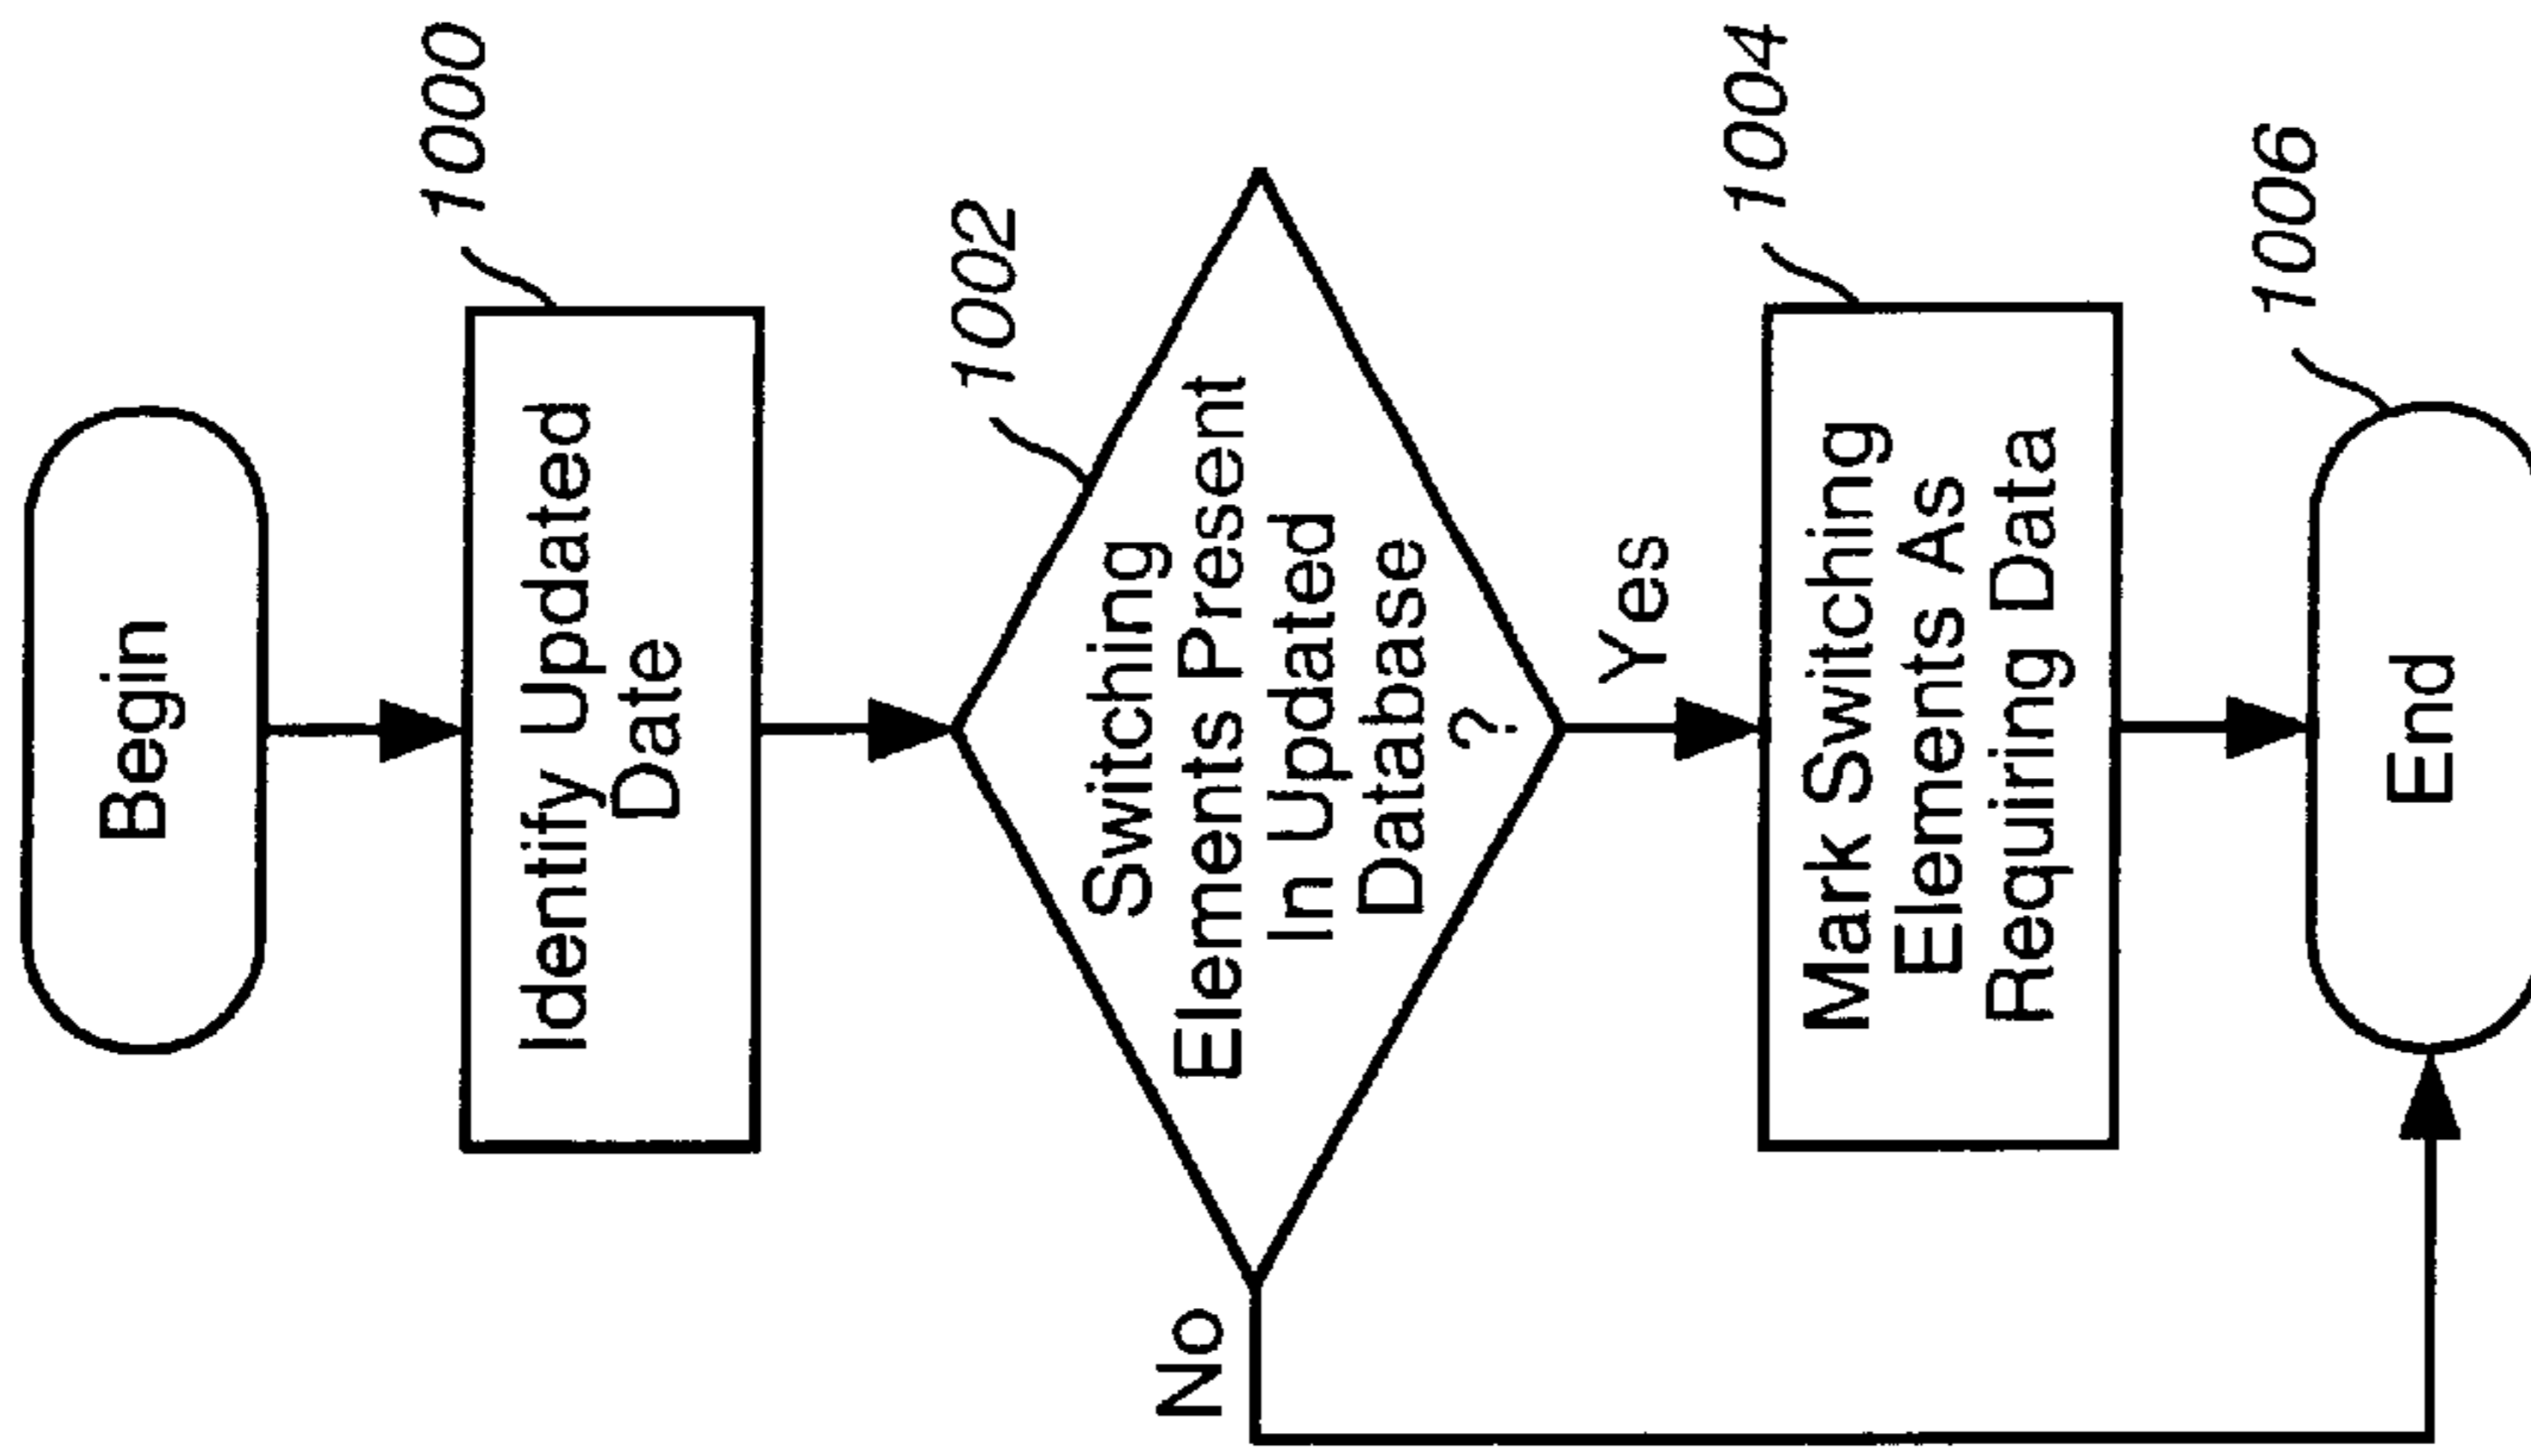 Begin
1000
Identify Updated
Date
1002
Switching
Elements Present
In Updated
Database
?
No
Yes
1004
Mark Switching
Elements As
Requiring Data
1006
End